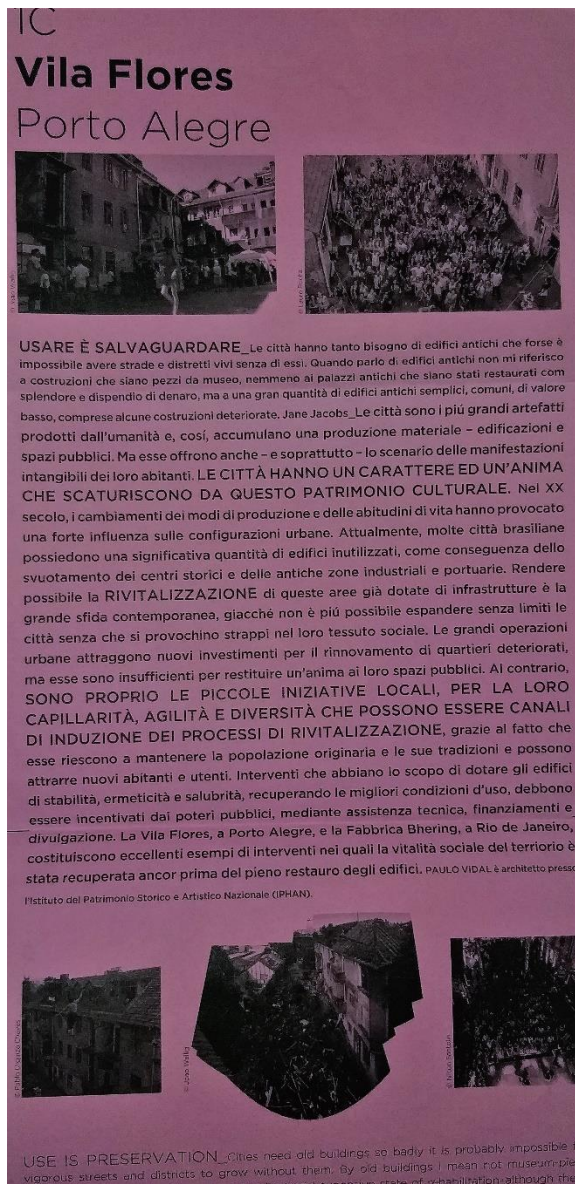 1C
Vila Flores
Porto Alegre
USARE È SALVAGUARDARE_Le città hanno tanto bisogno di edifici antichi che forse è
impossibile avere strade e distretti vivi senza di essi. Quando parlo di edifici antichi non mi riferisco
a costruzioni che siano pezzi da museo, nemmeno ai palazzi antichi che siano stati restaurati com
splendore e dispendio di denaro, ma a una gran quantità di edifici antichi semplici, comuni, di valore
basso, comprese alcune costruzioni deteriorate. Jane Jacobs_Le città sono i piú grandi artefatti
prodotti dall'umanità e, cosí, accumulano una produzione materiale – edificazioni e
spazi pubblici. Ma esse offrono anche – e soprattutto – lo scenario delle manifestazioni
intangibili dei loro abitanti. LE CITTÀ HANNO UN CARATTERE ED UN'ANIMA
CHE SCATURISCONO DA QUESTO PATRIMONIO CULTURALE. Nel XX
secolo, i cambiamenti dei modi di produzione e delle abitudini di vita hanno provocato
una forte influenza sulle configurazioni urbane. Attualmente, molte città brasiliane
possiedono una significativa quantità di edifici inutilizzati, come conseguenza dello
svuotamento dei centri storici e delle antiche zone industriali e portuarie. Rendere
possibile la RIVITALIZZAZIONE di queste aree già dotate di infrastrutture è la
grande sfida contemporanea, giacchè non è piú possibile espandere senza limiti le
città senza che si provochino strappi nel loro tessuto sociale. Le grandi operazioni
urbane attraggono nuovi investimenti per il rinnovamento di quartieri deteriorati,
ma esse sono insufficienti per restituire un'anima ai loro spazi pubblici. Al contrario,
SONO PROPRIO LE PICCOLE INIZIATIVE LOCALI, PER LA LORO
CAPILLARITÀ, AGILITÀ E DIVERSITÀ CHE POSSONO ESSERE CANALI
DI INDUZIONE DEI PROCESSI DI RIVITALIZZAZIONE, grazie al fatto che
esse riescono a mantenere la popolazione originaria e le sue tradizioni e possono
attrarre nuovi abitanti e utenti. Interventi che abbiano lo scopo di dotare gli edifici
di stabilità, ermeticità e salubrità, recuperando le migliori condizioni d'uso, debbono
essere incentivati dai poteri pubblici, mediante assistenza tecnica, finanziamenti e
divulgazione. La Vila Flores, a Porto Alegre, e la Fabbrica Bhering, a Rio de Janeiro,
costituiscono eccellenti esempi di interventi nei quali la vitalità sociale del terriorio è
stata recuperata ancor prima del pieno restauro degli edifici. PAULO VIDAL è architetto presso
l'Istituto del Patrimonio Storico e Artistico Nazionale (IPHAN).
USE IS PRESERVATION_Cities need old buildings so badly it is probably impossible
vigorous streets and districts to grow without them. By old buildings I mean not
state of rehabilitation although